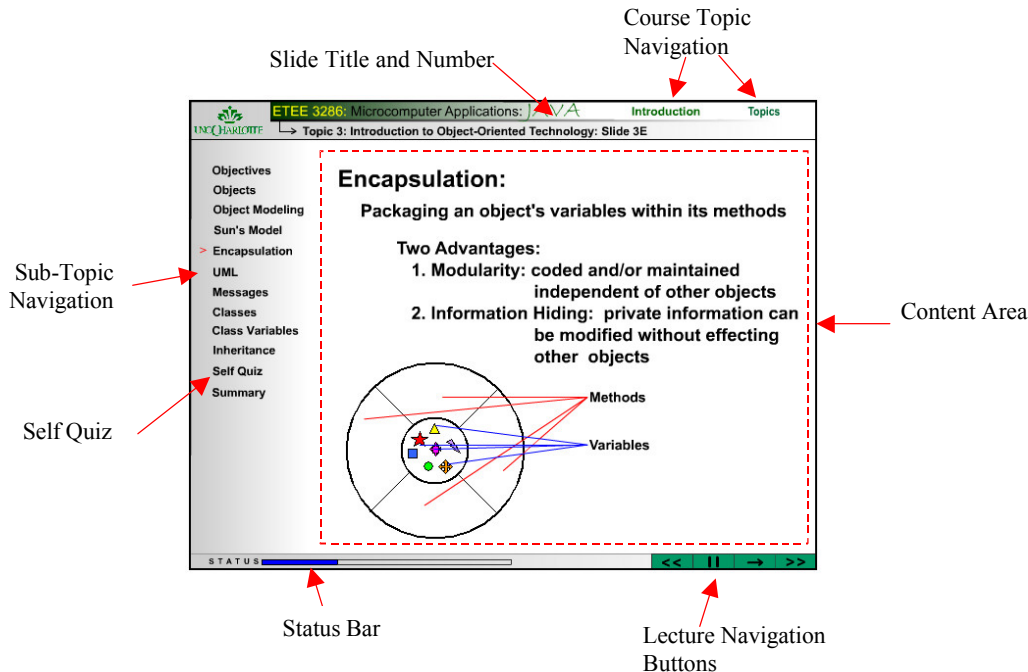 Course Topic
Navigation
Slide Title and Number
ETEE 3286: Microcomputer Applications: JAVA
Introduction
Topics
UNC CHARLOTTE
Topic 3: Introduction to Object-Oriented Technology: Slide 3E
Objectives
Objects
Object Modeling
Sun's Model
> Encapsulation
UML
Messages
Classes
Class Variables
Inheritance
Self Quiz
Summary
Encapsulation:
Packaging an object's variables within its methods
Two Advantages:
1. Modularity: coded and/or maintained
independent of other objects
2. Information Hiding: private information can
be modified without effecting
other objects
Methods
Variables
Sub-Topic
Navigation
Content Area
Self Quiz
STATUS
<< || → >>
Status Bar
Lecture Navigation
Buttons